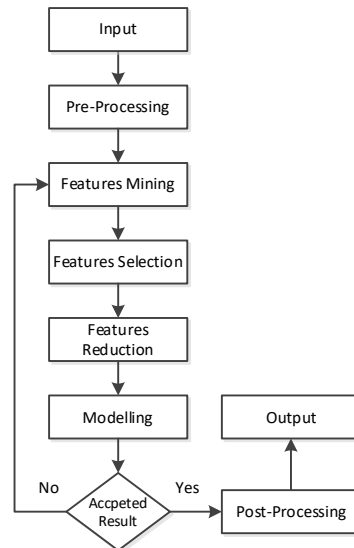 Input
Pre-Processing
Features Mining
Features Selection
Features
Reduction
Modelling
Output
No
Accpeted
Result
Yes
Post-Processing